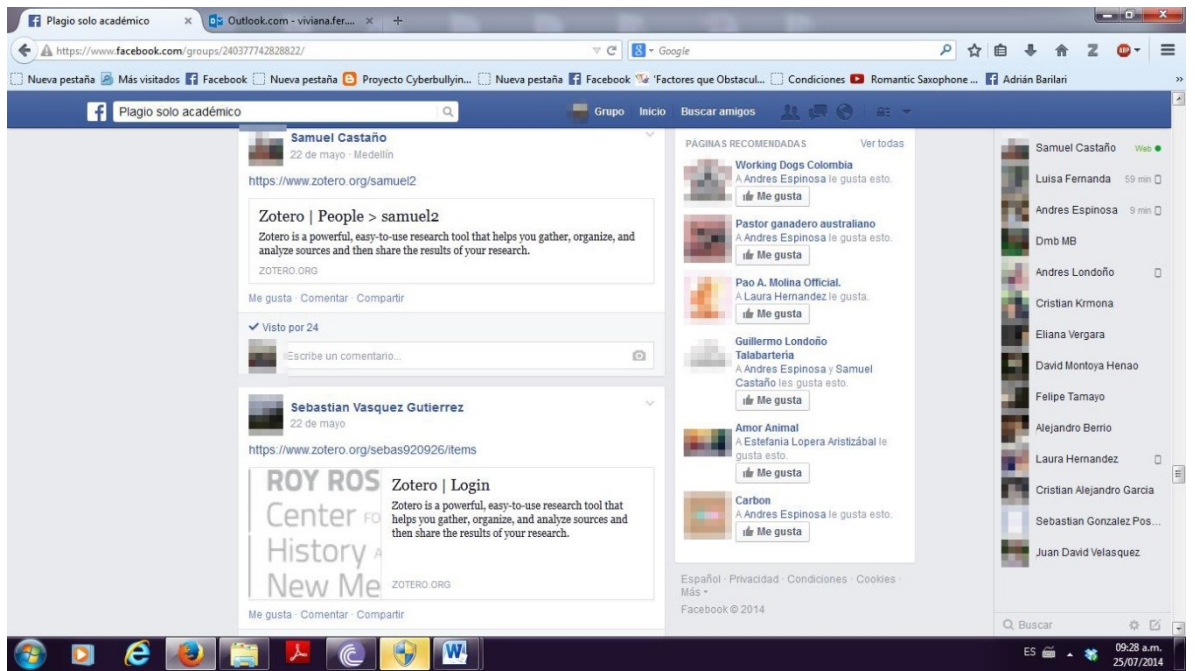 Plagio solo académico
Outlook.com - viviana.fer....
https://www.facebook.com/groups/240377742828822/
Google
Nueva pestaña
Más visitados
Facebook
Nueva pestaña
Proyecto Cyberbullyin...
Nueva pestaña
Facebook
'Factores que Obstacul...
Condiciones
Romantic Saxophone ...
Adrián Barilari
Plagio solo académico
Grupo
Inicio
Buscar amigos
Samuel Castaño
22 de mayo · Medellín
https://www.zotero.org/samuel2
Zotero | People > samuel2
Zotero is a powerful, easy-to-use research tool that helps you gather, organize, and
analyze sources and then share the results of your research.
ZOTERO.ORG
Me gusta · Comentar · Compartir
Visto por 24
Escribe un comentario...
Sebastian Vasquez Gutierrez
22 de mayo
https://www.zotero.org/sebas920926/items
ROY ROS
Center FO
History A
New Me
Zotero | Login
Zotero is a powerful, easy-to-use research tool that
helps you gather, organize, and analyze sources and
then share the results of your research.
ZOTERO.ORG
Me gusta · Comentar · Compartir
PÁGINAS RECOMENDADAS
Ver todas
Working Dogs Colombia
A Andres Espinosa le gusta esto.
Me gusta
Pastor ganadero australiano
A Andres Espinosa le gusta esto.
Me gusta
Pao A. Molina Official.
A Laura Hernandez le gusta.
Me gusta
Guillermo Londoño
Talabarteria
A Andres Espinosa y Samuel
Castaño les gusta esto.
Me gusta
Amor Animal
A Estefania Lopera Aristizábal le
gusta esto.
Me gusta
Carbon
A Andres Espinosa le gusta esto.
Me gusta
Español · Privacidad · Condiciones · Cookies ·
Más
Facebook © 2014
Samuel Castaño Web
Luisa Fernanda 59 min
Andres Espinosa 9 min
Dmb MB
Andres Londoño
Cristian Krmona
Eliana Vergara
David Montoya Henao
Felipe Tamayo
Alejandro Berrio
Laura Hernandez
Cristian Alejandro Garcia
Sebastian Gonzalez Pos...
Juan David Velasquez
Buscar
ES
09:28 a.m.
25/07/2014